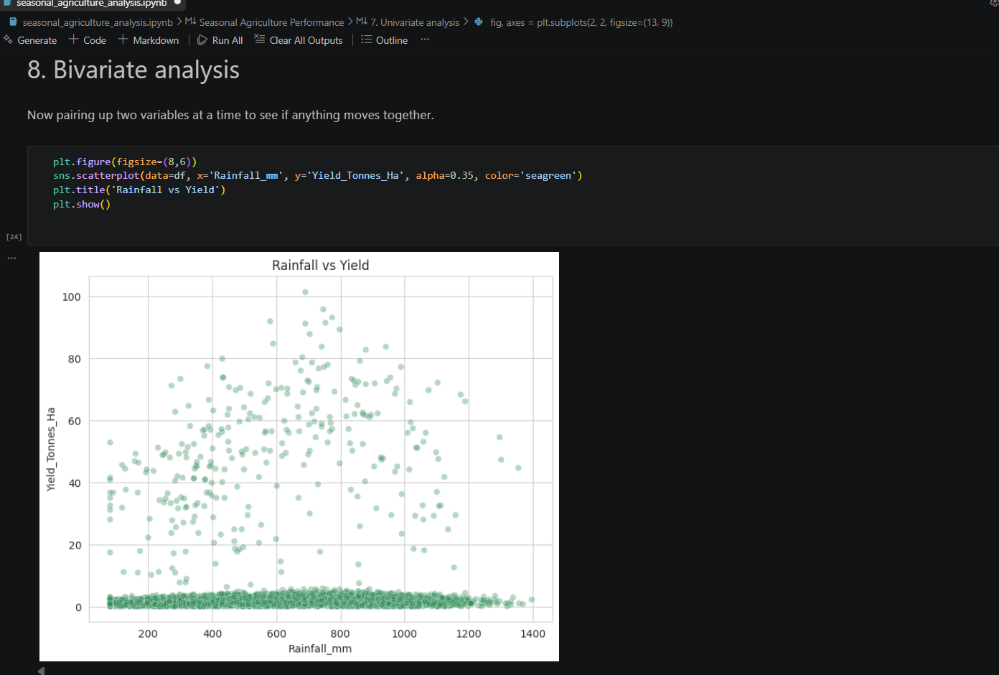 seasonal_agriculture_analysis.ipynb
seasonal_agriculture_analysis.ipynb > M↓ Seasonal Agriculture Performance > M↓ 7. Univariate analysis > fig, axes = plt.subplots(2, 2, figsize=(13, 9))
Generate + Code + Markdown | Run All Clear All Outputs | Outline ...
8. Bivariate analysis
Now pairing up two variables at a time to see if anything moves together.
plt.figure(figsize=(8,6))
sns.scatterplot(data=df, x='Rainfall_mm', y='Yield_Tonnes_Ha', alpha=0.35, color='seagreen')
plt.title('Rainfall vs Yield')
plt.show()
[24]
...
Rainfall vs Yield
100
80
60
40
20
0
Yield_Tonnes_Ha
200 400 600 800 1000 1200 1400
Rainfall_mm